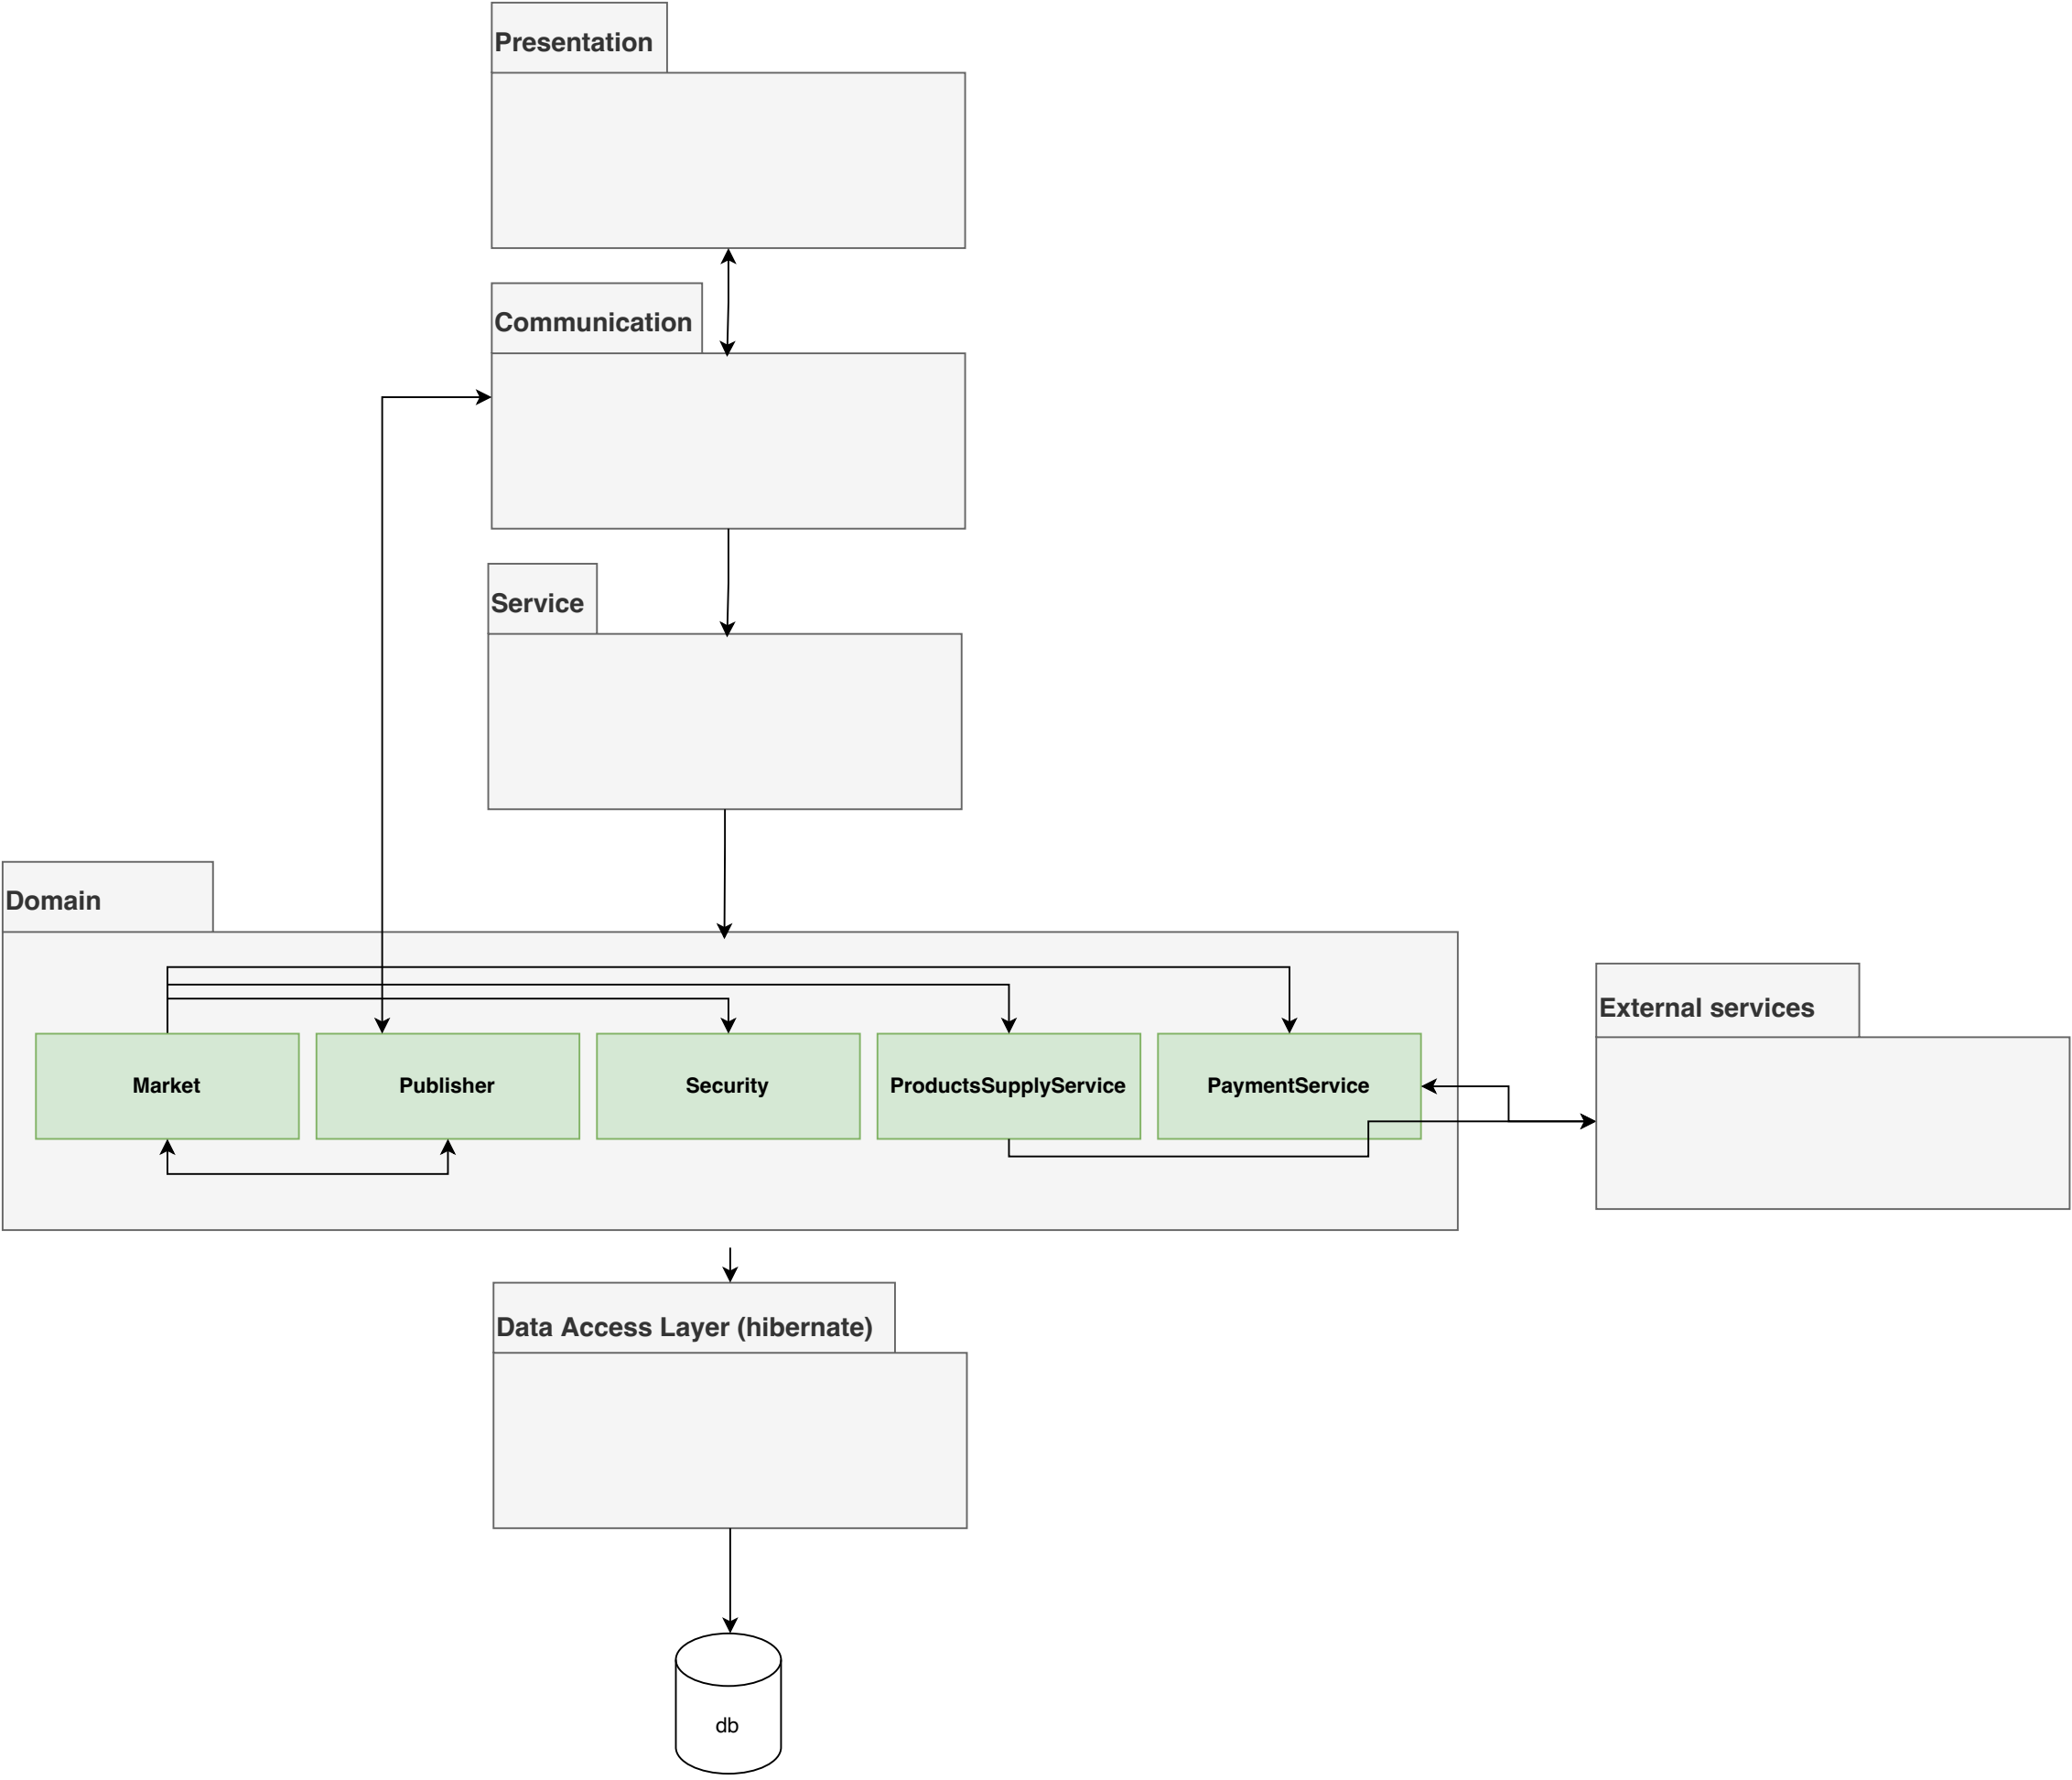 Presentation
Communication
Service
Domain
External services
Market
Publisher
Security
ProductsSupplyService
PaymentService
Data Access Layer (hibernate)
db